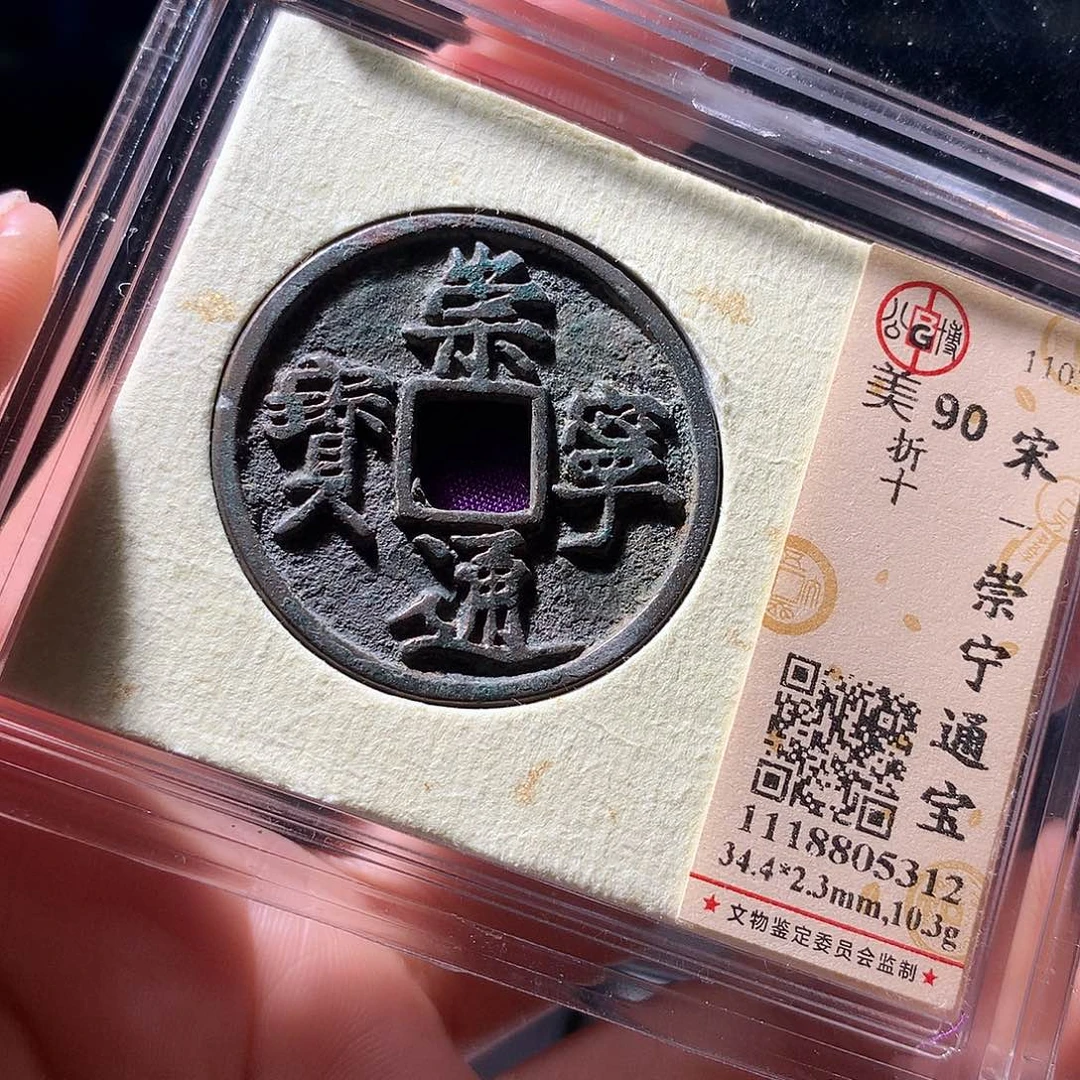 崇
寧
通
寶
公
博
美 90
折十
宋一崇宁通宝
1118805312
34.4*2.3mm,10.3g
★文物鉴定委员会监制★